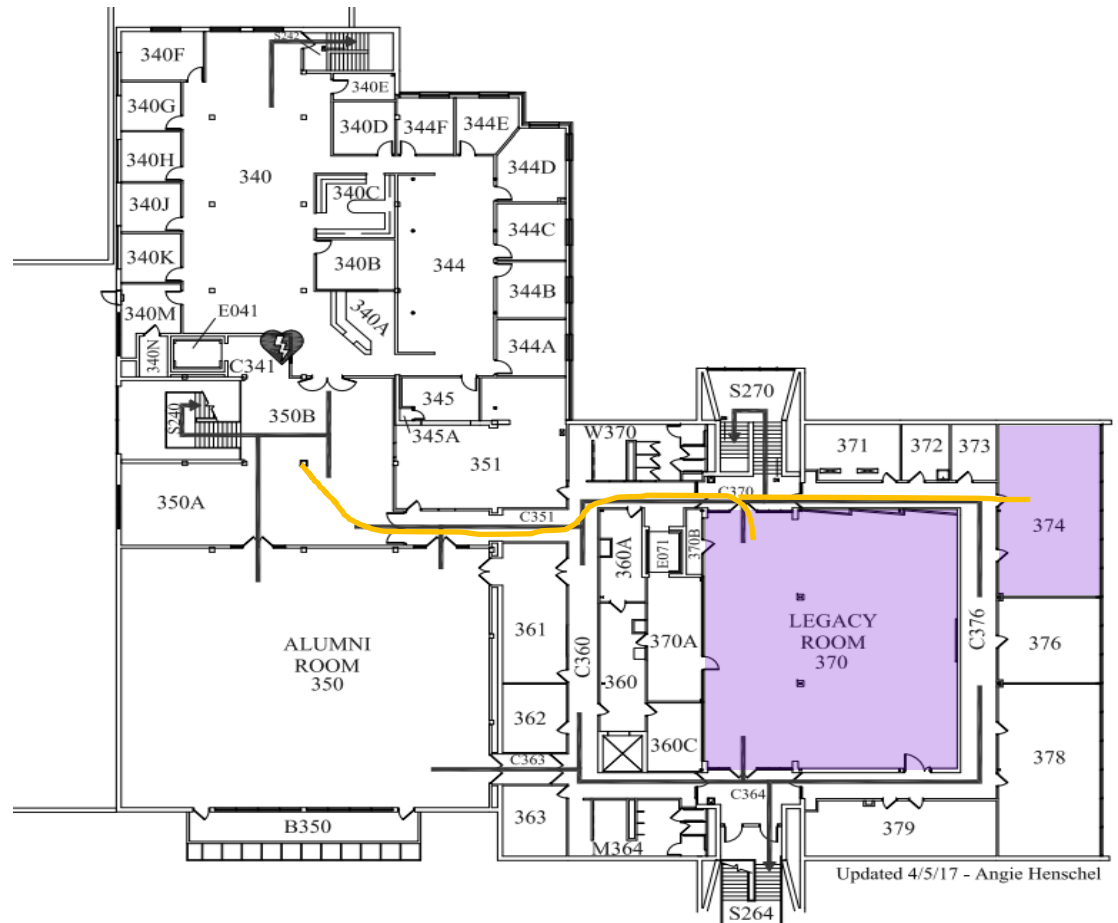 S242
340F
340E
340G
340D
344F
344E
340H
344D
340
340C
340J
344C
344
340B
340K
344B
340M
E041
340A
340N
C341
344A
S270
345
S240
350B
345A
W370
371
372
373
351
350A
C370
C351
374
360A
E071
370B
361
LEGACY
ROOM
370
C376
376
ALUMNI
ROOM
350
C360
370A
360
362
360C
378
C363
C364
363
379
B350
M364
Updated 4/5/17 - Angie Henschel
S264